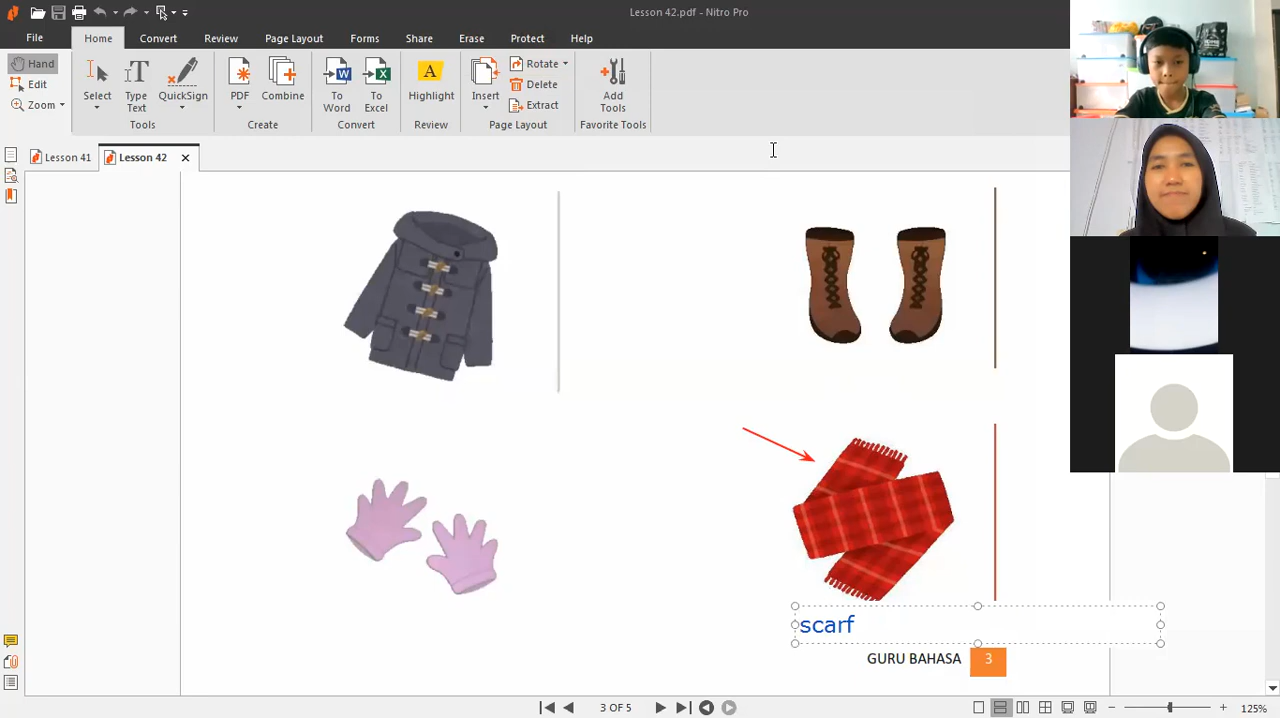 Lesson 42.pdf - Nitro Pro
File
Home
Convert
Review
Page Layout
Forms
Share
Erase
Protect
Help
Hand
Edit
Zoom
Select
Type Text
QuickSign
Tools
PDF
Combine
Create
To Word
To Excel
Convert
Highlight
Review
Insert
Rotate
Delete
Extract
Page Layout
Add Tools
Favorite Tools
Lesson 41
Lesson 42
scarf
GURU BAHASA 3
3 OF 5
125%